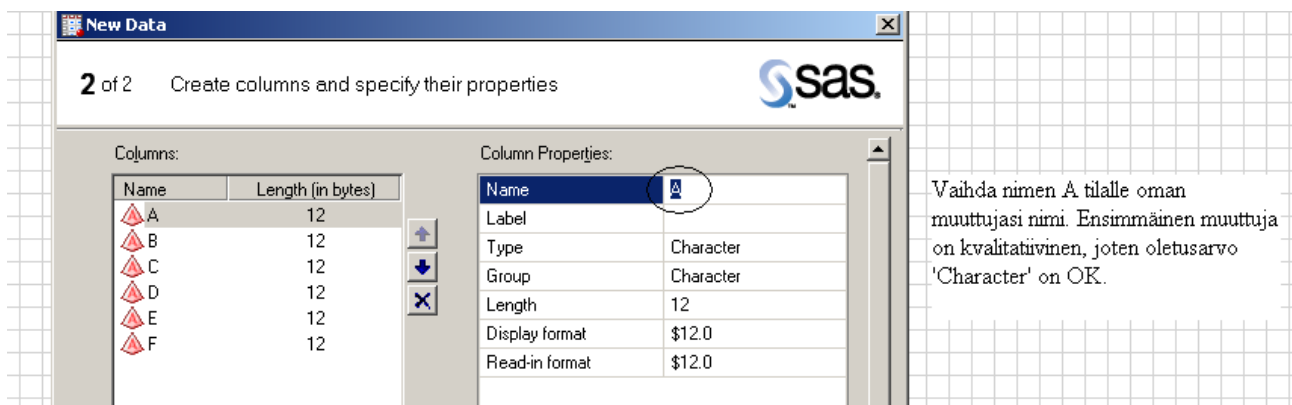 New Data
2 of 2 Create columns and specify their properties
sas.
Columns:
Name Length (in bytes)
A 12
B 12
C 12
D 12
E 12
F 12
Column Properties:
Name A
Label
Type Character
Group Character
Length 12
Display format $12.0
Read-in format $12.0
Vaihda nimen A tilalle oman
muuttujasi nimi. Ensimmäinen muuttuja
on kvalitatiivinen, joten oletusarvo
'Character' on OK.